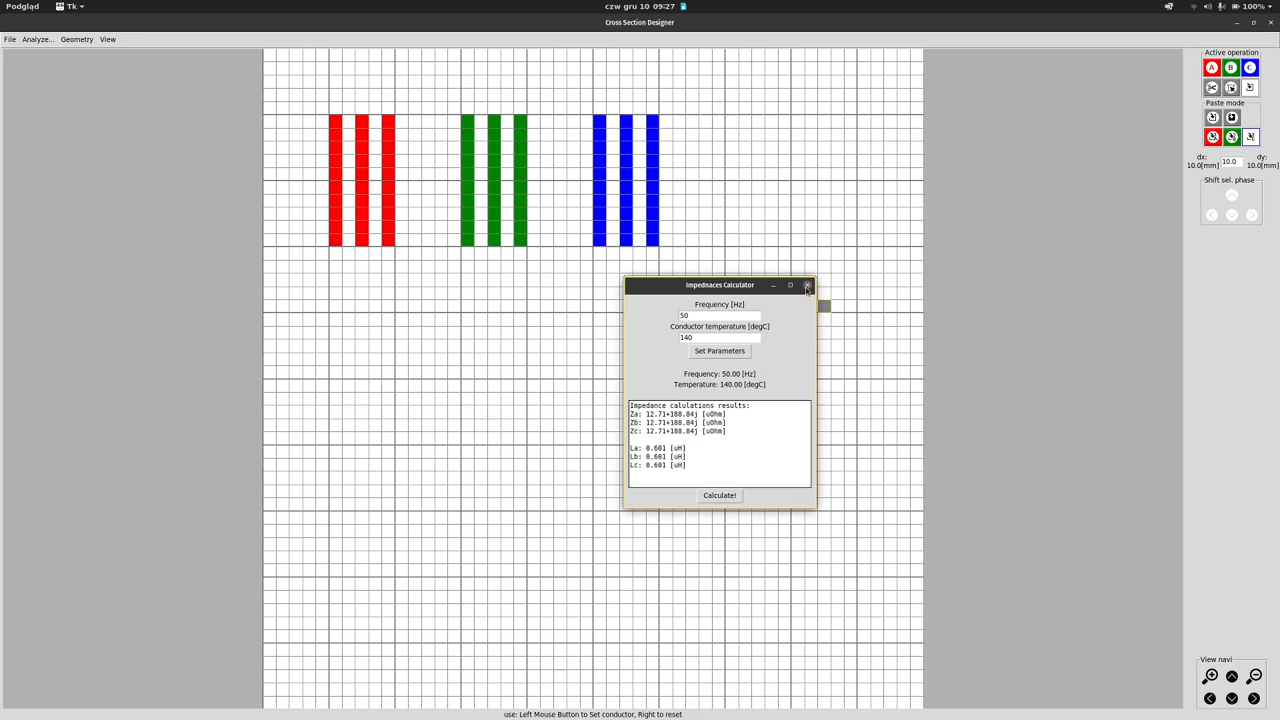 Podgląd Tk czw gru 10 09:27 100%
Cross Section Designer
File Analyze... Geometry View
Active operation
A B C
Paste mode
dx: dy:
10.0[mm] 10.0 10.0[mm]
Shift sel. phase
Impednaces Calculator
Frequency [Hz]
50
Conductor temperature [degC]
140
Set Parameters
Frequency: 50.00 [Hz]
Temperature: 140.00 [degC]
Impedance calulations results:
Za: 12.71+188.84j [uOhm]
Zb: 12.71+188.84j [uOhm]
Zc: 12.71+188.84j [uOhm]
La: 0.601 [uH]
Lb: 0.601 [uH]
Lc: 0.601 [uH]
Calculate!
View navi
use: Left Mouse Button to Set conductor, Right to reset